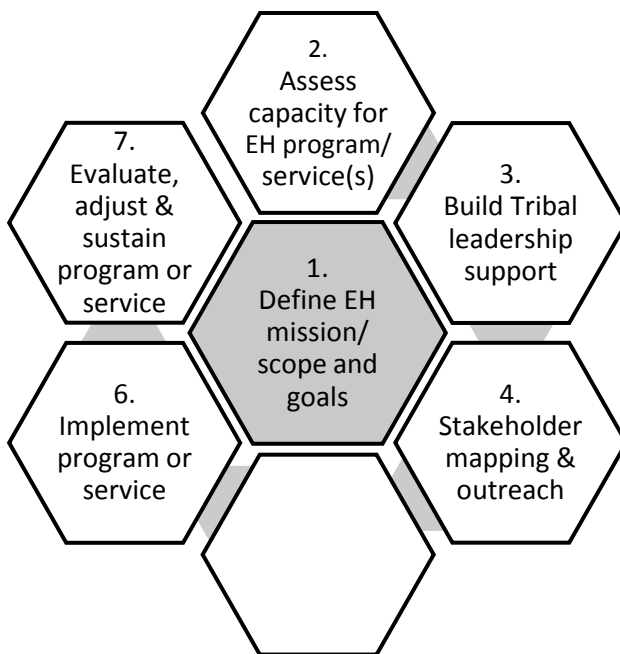 1.
Define EH
mission/
scope and
goals
2.
Assess
capacity for
EH program/
service(s)
3.
Build Tribal
leadership
support
4.
Stakeholder
mapping &
outreach
6.
Implement
program or
service
7.
Evaluate,
adjust &
sustain
program or
service